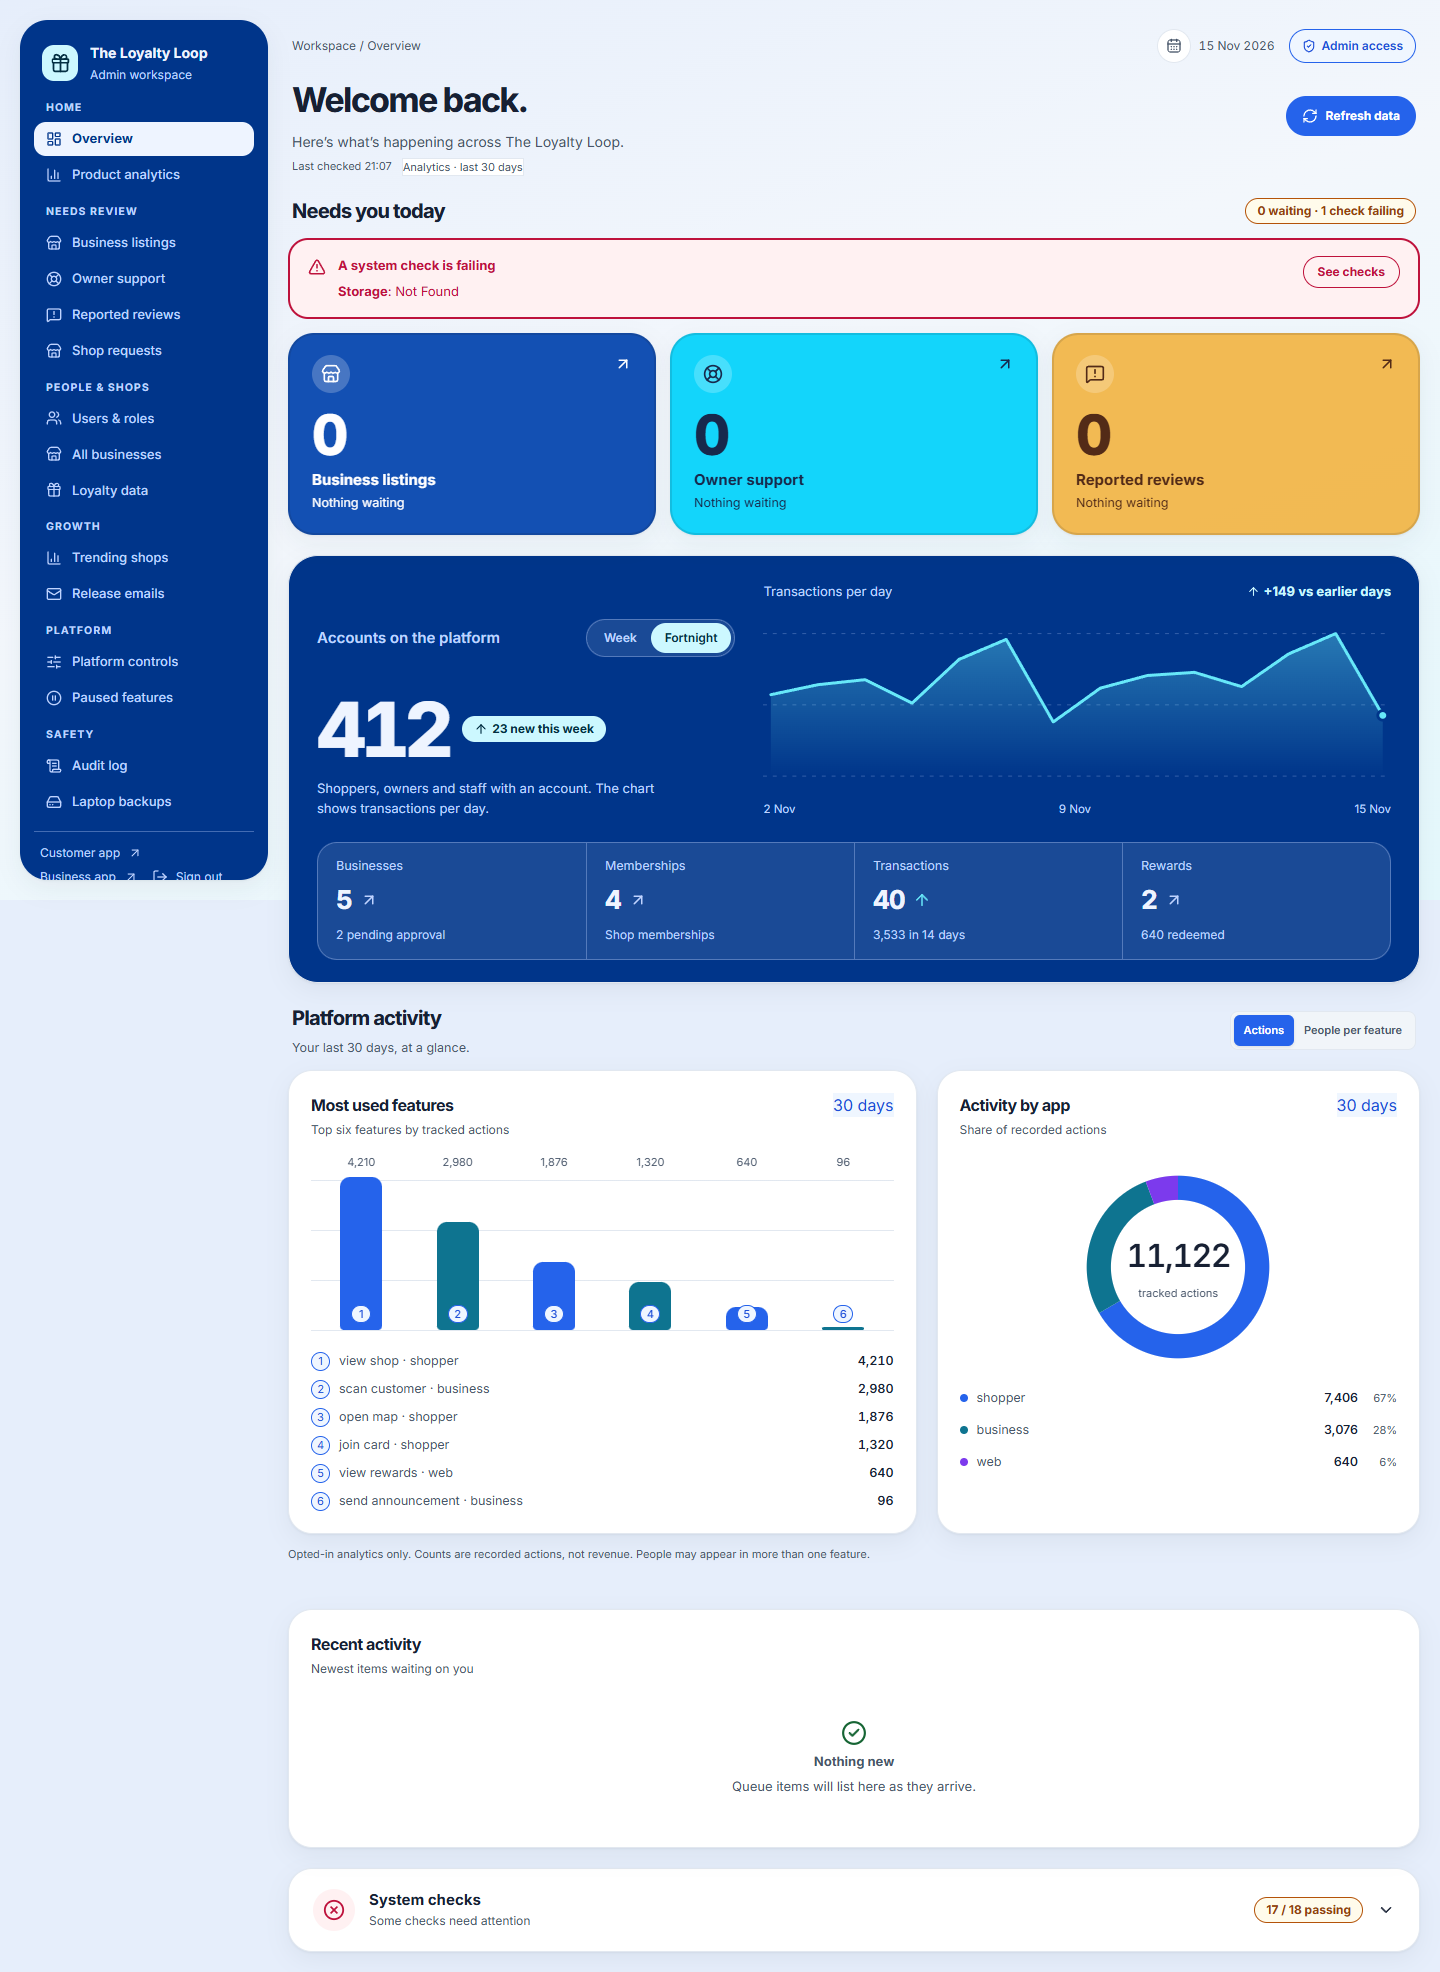 The Loyalty Loop
Admin workspace
HOME
Overview
Product analytics
NEEDS REVIEW
Business listings
Owner support
Reported reviews
Shop requests
PEOPLE & SHOPS
Users & roles
All businesses
Loyalty data
GROWTH
Trending shops
Release emails
PLATFORM
Platform controls
Paused features
SAFETY
Audit log
Laptop backups
Customer app
Business app Sign out
Workspace / Overview
15 Nov 2026 Admin access
Welcome back.
Refresh data
Here's what's happening across The Loyalty Loop.
Last checked 21:07 Analytics · last 30 days
Needs you today
0 waiting · 1 check failing
A system check is failing
Storage: Not Found
See checks
0
Business listings
Nothing waiting
0
Owner support
Nothing waiting
0
Reported reviews
Nothing waiting
Accounts on the platform
Week Fortnight
412 23 new this week
Shoppers, owners and staff with an account. The chart
shows transactions per day.
Transactions per day
+149 vs earlier days
2 Nov 9 Nov 15 Nov
Businesses
5
2 pending approval
Memberships
4
Shop memberships
Transactions
40
3,533 in 14 days
Rewards
2
640 redeemed
Platform activity
Your last 30 days, at a glance.
Actions People per feature
Most used features
30 days
Top six features by tracked actions
4,210 2,980 1,876 1,320 640 96
1 2 3 4 5 6
1 view shop · shopper 4,210
2 scan customer · business 2,980
3 open map · shopper 1,876
4 join card · shopper 1,320
5 view rewards · web 640
6 send announcement · business 96
Activity by app
30 days
Share of recorded actions
11,122
tracked actions
shopper 7,406 67%
business 3,076 28%
web 640 6%
Opted-in analytics only. Counts are recorded actions, not revenue. People may appear in more than one feature.
Recent activity
Newest items waiting on you
Nothing new
Queue items will list here as they arrive.
System checks
Some checks need attention
17 / 18 passing